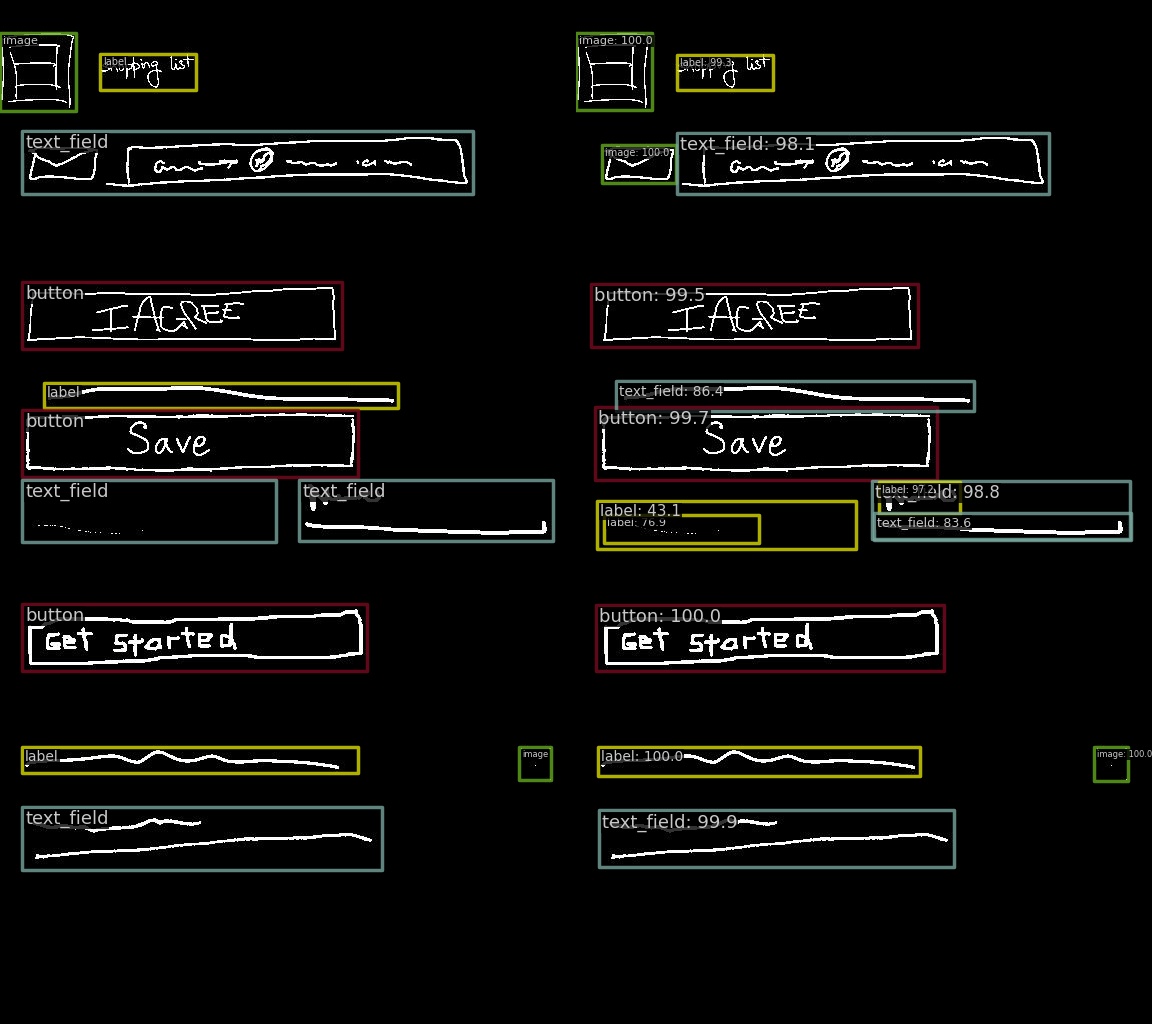 image image: 100.0
label label: 99.3
pping list list
text_field image: 100.0 text_field: 98.1
button button: 99.5
I AGREE I AGREE
label text_field: 86.4
button button: 99.7
Save Save
text_field text_field label: 97.2 text_field: 98.8
label: 43.1
label: 76.9 text_field: 83.6
button button: 100.0
Get Started Get Started
label image label: 100.0 image: 100.0
text_field text_field: 99.9